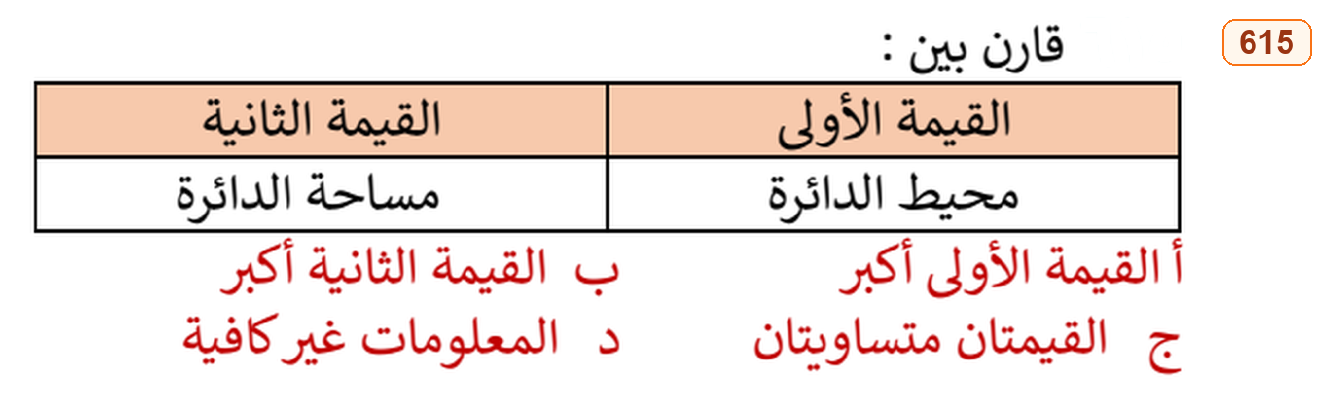 615
قارن بين :
القيمة الأولى القيمة الثانية
محيط الدائرة مساحة الدائرة
أ القيمة الأولى أكبر ب القيمة الثانية أكبر
ج القيمتان متساويتان د المعلومات غير كافية